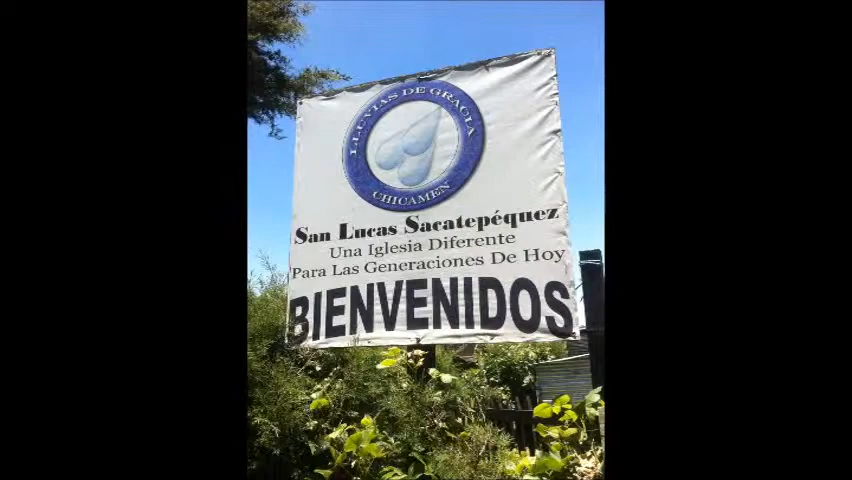 LLUVIAS DE GRACIA
CHICAMEN
San Lucas Sacatepéquez
Una Iglesia Diferente
Para Las Generaciones De Hoy
BIENVENIDOS